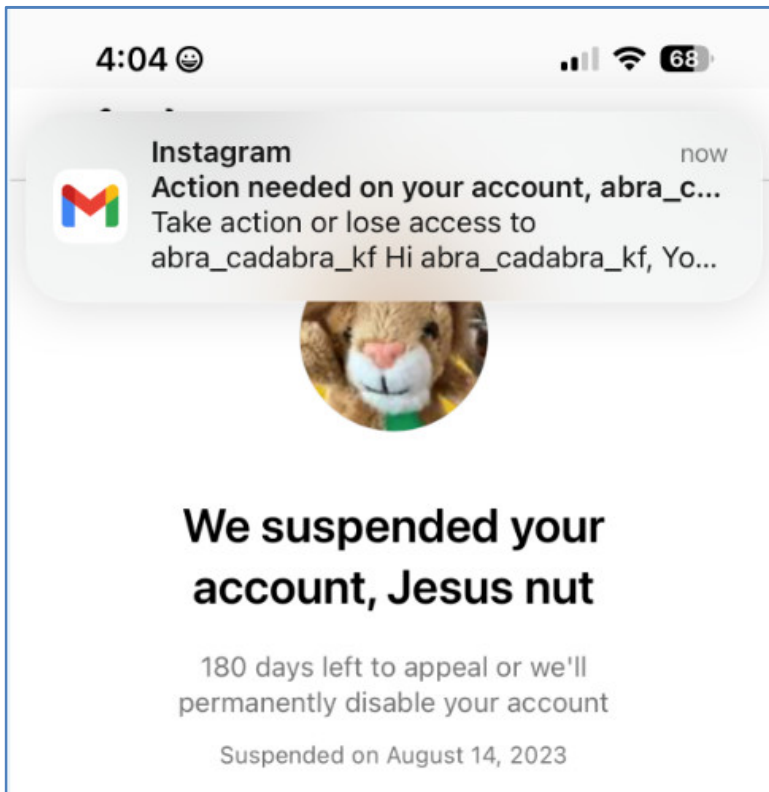 4:04
68
Instagram
now
Action needed on your account, abra_c...
Take action or lose access to
abra_cadabra_kf Hi abra_cadabra_kf, Yo...
We suspended your
account, Jesus nut
180 days left to appeal or we'll
permanently disable your account
Suspended on August 14, 2023